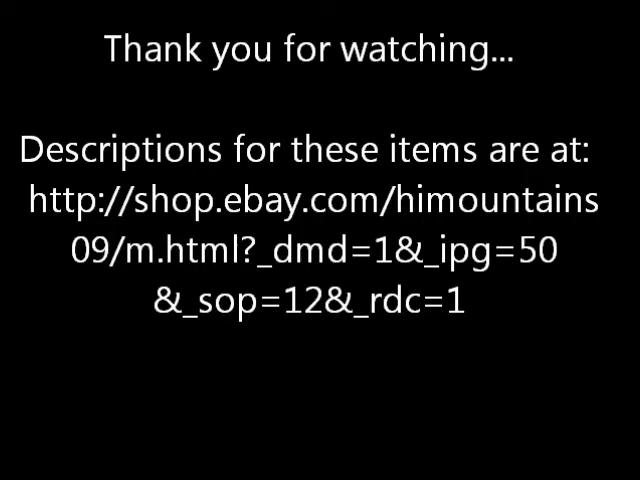 Thank you for watching...
Descriptions for these items are at:
http://shop.ebay.com/himountains
09/m.html?_dmd=1&_ipg=50
&_sop=12&_rdc=1